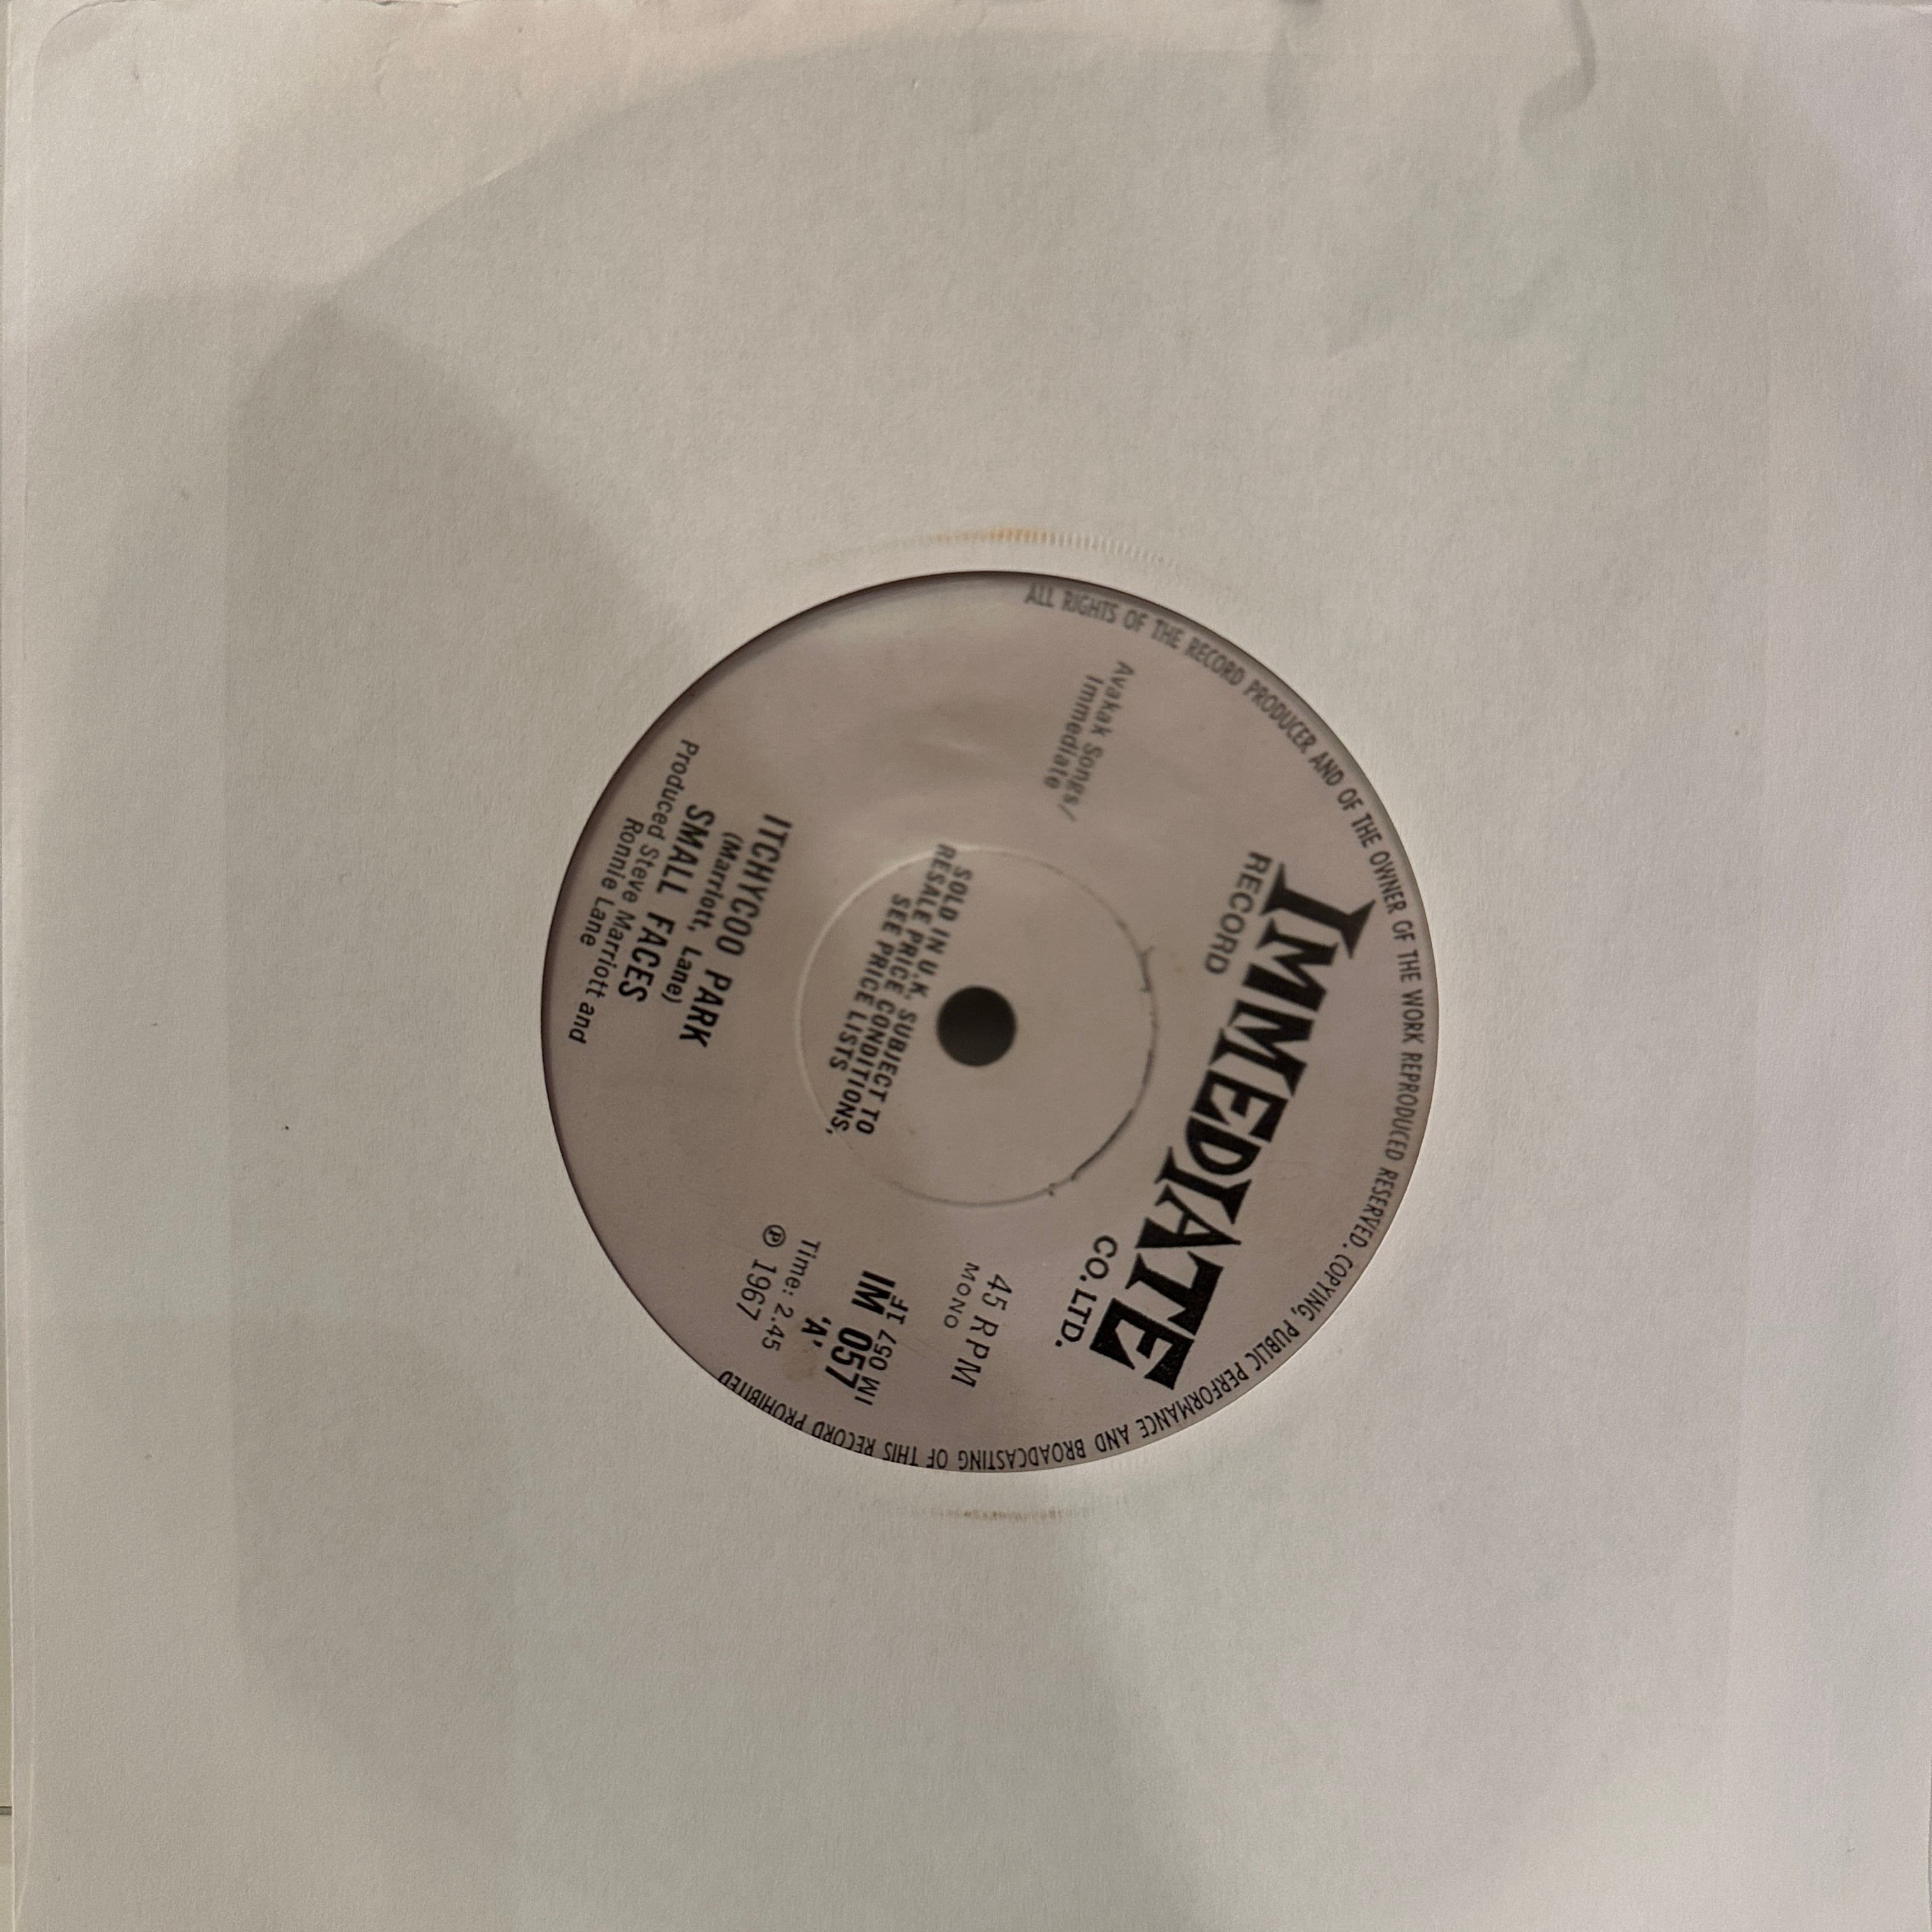 ALL RIGHTS OF THE RECORD PRODUCER AND OF THE OWNER OF THE WORK REPRODUCED RESERVED. COPYING, PUBLIC PERFORMANCE AND BROADCASTING OF THIS RECORD PROHIBITED
IMMEDIATE
RECORD CO. LTD.
Avakak Songs/
Immediate
45 RPM
MONO
SOLD IN U.K. SUBJECT TO
RESALE PRICE CONDITIONS,
SEE PRICE LISTS
IM 057 1F
IM 057
'A'
Time: 2.45
℗ 1967
ITCHYCOO PARK
(Marriott, Lane)
SMALL FACES
Produced Steve Marriott and
Ronnie Lane